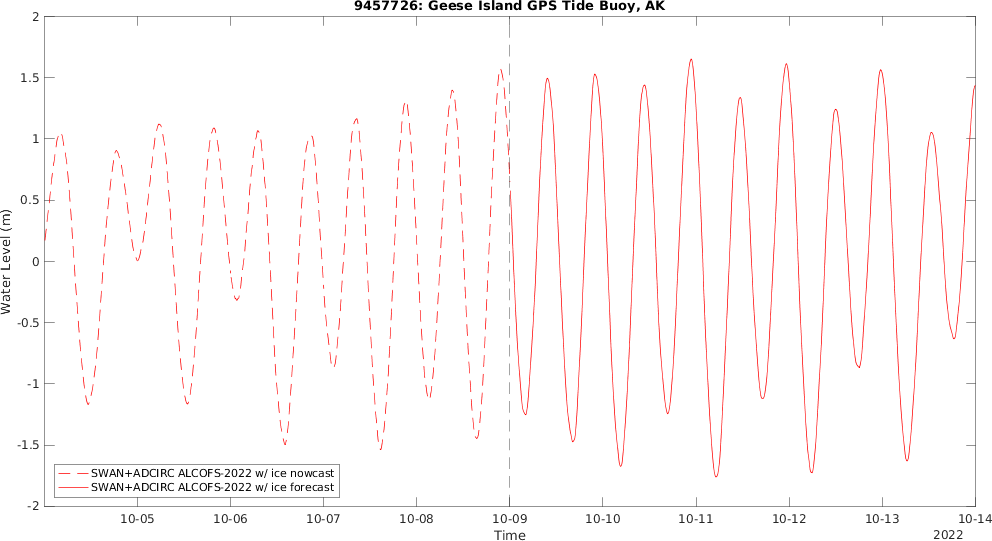 9457726: Geese Island GPS Tide Buoy, AK
2
1.5
1
0.5
0
-0.5
-1
-1.5
-2
Water Level (m)
SWAN+ADCIRC ALCOFS-2022 w/ ice nowcast
SWAN+ADCIRC ALCOFS-2022 w/ ice forecast
10-05 10-06 10-07 10-08 10-09 10-10 10-11 10-12 10-13 10-14
Time
2022